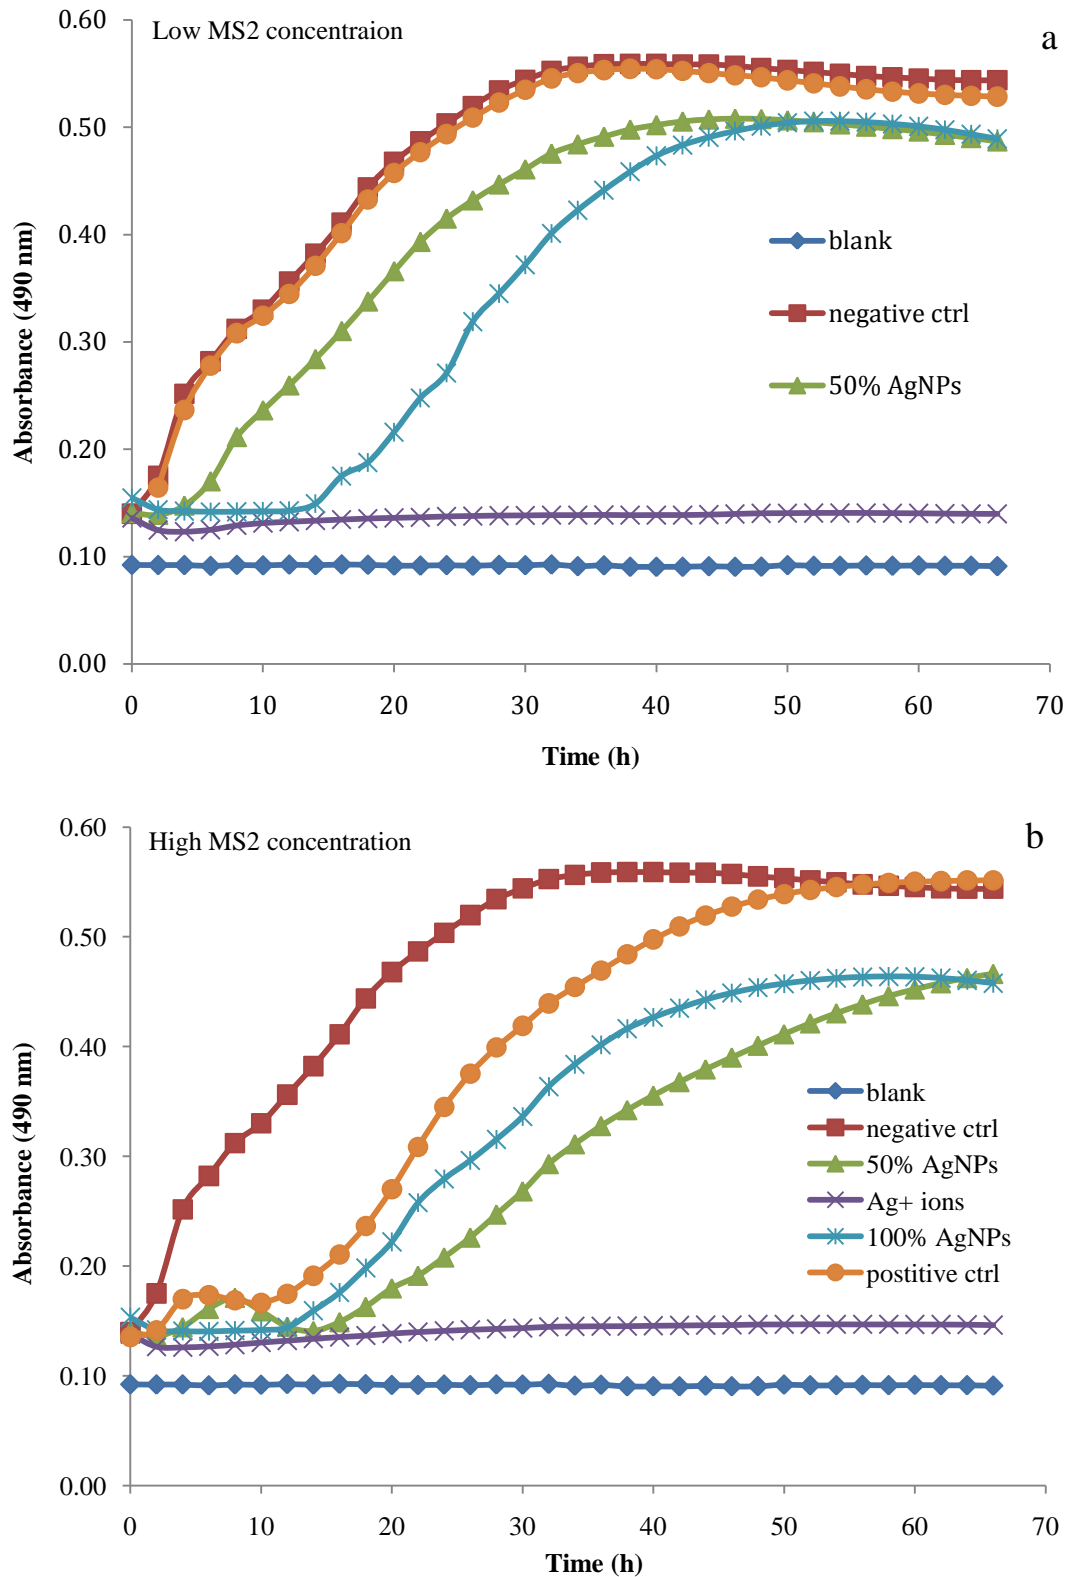 0.60
Low MS2 concentraion
a
0.50
0.40
0.30
0.20
0.10
0.00
Absorbance (490 nm)
blank
negative ctrl
50% AgNPs
0 10 20 30 40 50 60 70
Time (h)
0.60
High MS2 concentration
b
0.50
0.40
0.30
0.20
0.10
0.00
Absorbance (490 nm)
blank
negative ctrl
50% AgNPs
Ag+ ions
100% AgNPs
postitive ctrl
0 10 20 30 40 50 60 70
Time (h)